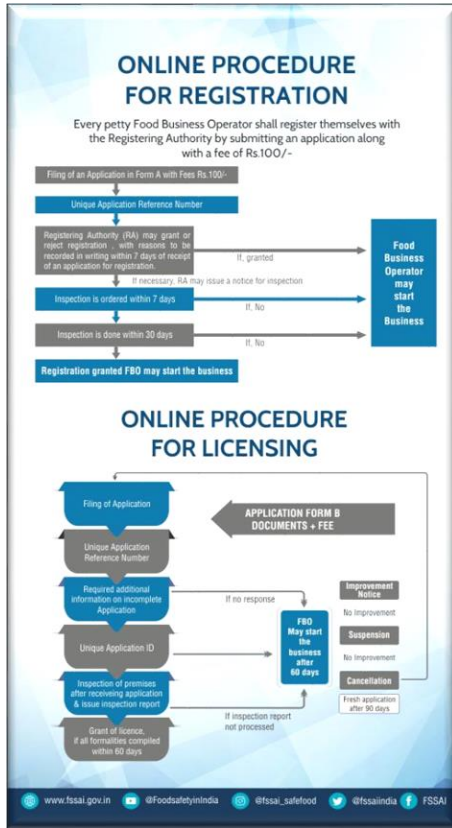 ONLINE PROCEDURE
FOR REGISTRATION
Every petty Food Business Operator shall register themselves with
the Registering Authority by submitting an application along
with a fee of Rs.100/-
Filing of an Application in Form A with Fees Rs.100/-
Unique Application Reference Number
Registering Authority (RA) may grant or
reject registration , with reasons to be
recorded in writing within 7 days of receipt
of an application for registration.
If, granted
If necessary, RA may issue a notice for inspection
Inspection is ordered within 7 days
If, No
Inspection is done within 30 days
If, No
Registration granted FBO may start the business
Food
Business
Operator
may
start
the
Business
ONLINE PROCEDURE
FOR LICENSING
Filing of Application
APPLICATION FORM B
DOCUMENTS + FEE
Unique Application
Reference Number
Required additional
information on incomplete
Application
If no response
Unique Application ID
Inspection of premises
after receiveing application
& issue inspection report
If inspection report
not processed
Grant of licence,
if all formalities compiled
within 60 days
FBO
May start
the
business
after
60 days
Improvement
Notice
No Improvement
Suspension
No Improvement
Cancellation
Fresh application
after 90 days
www.fssai.gov.in @FoodsafetyinIndia @fssai_safefood @fssaiindia FSSAI